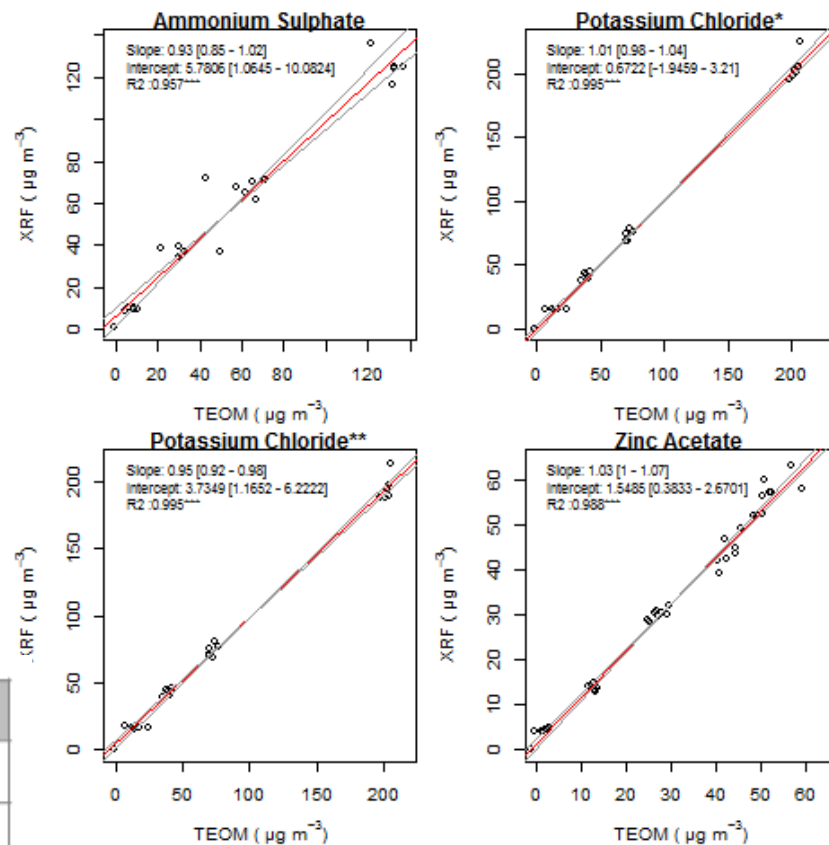 Ammonium Sulphate
Slope: 0.93 [0.85 - 1.02]
Intercept: 5.7806 [1.0645 - 10.0824]
R2 :0.957***
XRF ( µg m⁻³)
0 20 40 60 80 120
0 20 40 60 80 120
TEOM ( µg m⁻³)
Potassium Chloride*
Slope: 1.01 [0.98 - 1.04]
Intercept: 0.6722 [-1.9459 - 3.21]
R2 :0.995***
XRF ( µg m⁻³)
0 50 100 150 200
0 50 100 150 200
TEOM ( µg m⁻³)
Potassium Chloride**
Slope: 0.95 [0.92 - 0.98]
Intercept: 3.7349 [1.1652 - 6.2222]
R2 :0.995***
XRF ( µg m⁻³)
0 50 100 150 200
0 50 100 150 200
TEOM ( µg m⁻³)
Zinc Acetate
Slope: 1.03 [1 - 1.07]
Intercept: 1.5485 [0.3833 - 2.6701]
R2 :0.988***
XRF ( µg m⁻³)
0 10 20 30 40 50 60
0 10 20 30 40 50 60
TEOM ( µg m⁻³)